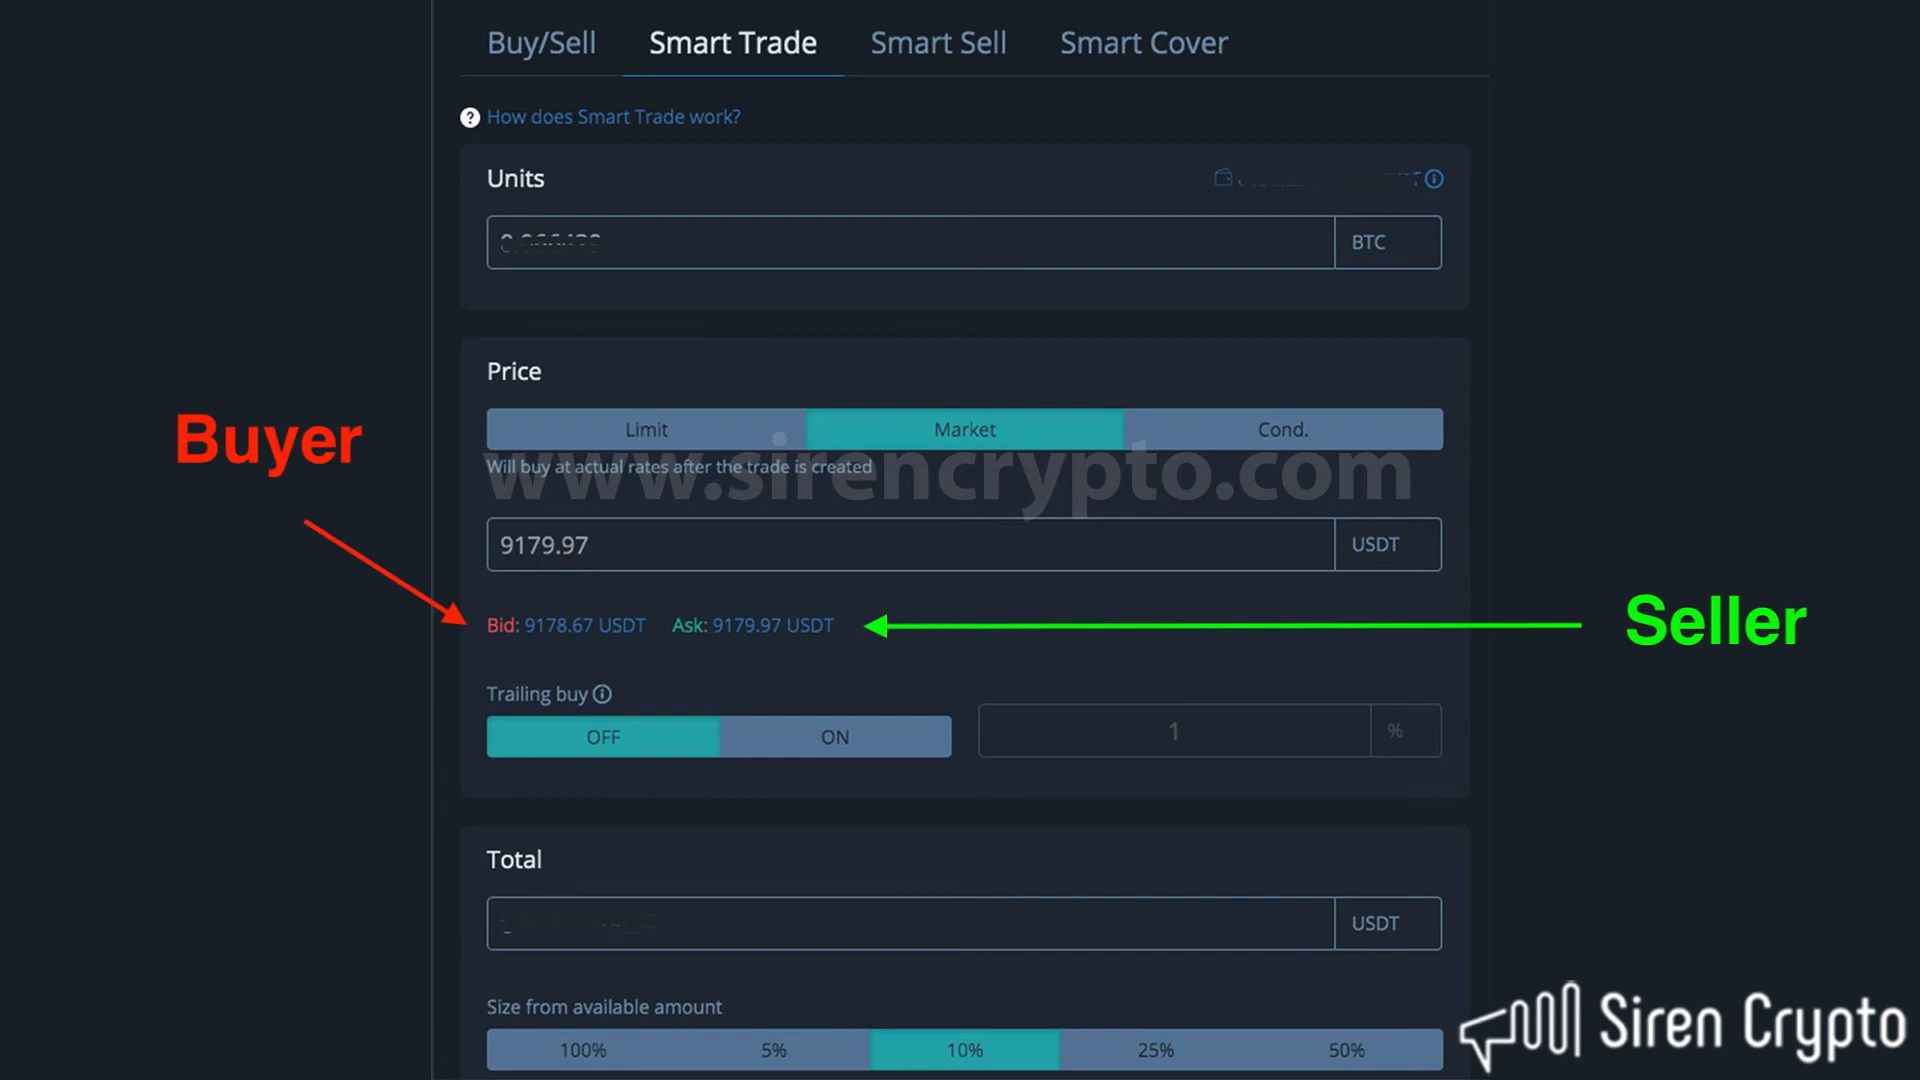 Buy/Sell Smart Trade Smart Sell Smart Cover
? How does Smart Trade work?
Units
BTC
Price
Limit Market Cond.
Will buy at actual rates after the trade is created
www.sirencrypto.com
Buyer
9179.97 USDT
Bid: 9178.67 USDT Ask: 9179.97 USDT
Seller
Trailing buy
OFF ON 1 %
Total
USDT
Size from available amount
100% 5% 10% 25% 50%
Siren Crypto